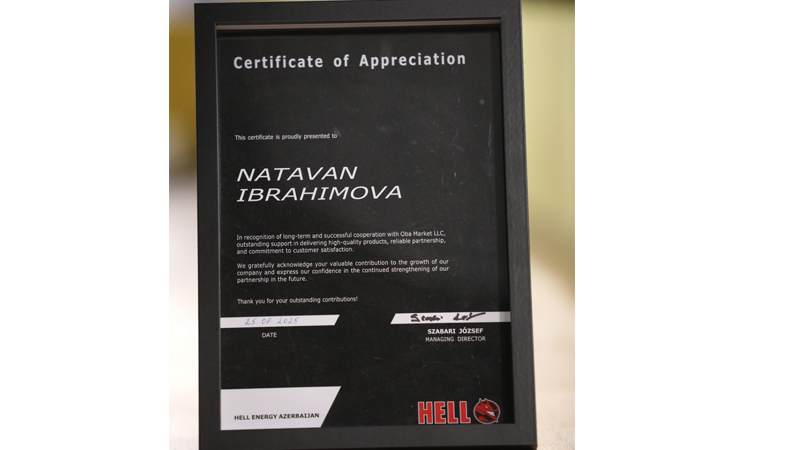 Certificate of Appreciation
This certificate is proudly presented to
NATAVAN
IBRAHIMOVA
In recognition of long-term and successful cooperation with Oba Market LLC,
outstanding support in delivering high-quality products, reliable partnership,
and commitment to customer satisfaction.
We gratefully acknowledge your valuable contribution to the growth of our
company and express our confidence in the continued strengthening of our
partnership in the future.
Thank you for your outstanding contributions!
DATE
SZABARI JÓZSEF
MANAGING DIRECTOR
HELL ENERGY AZERBAIJAN
HELL